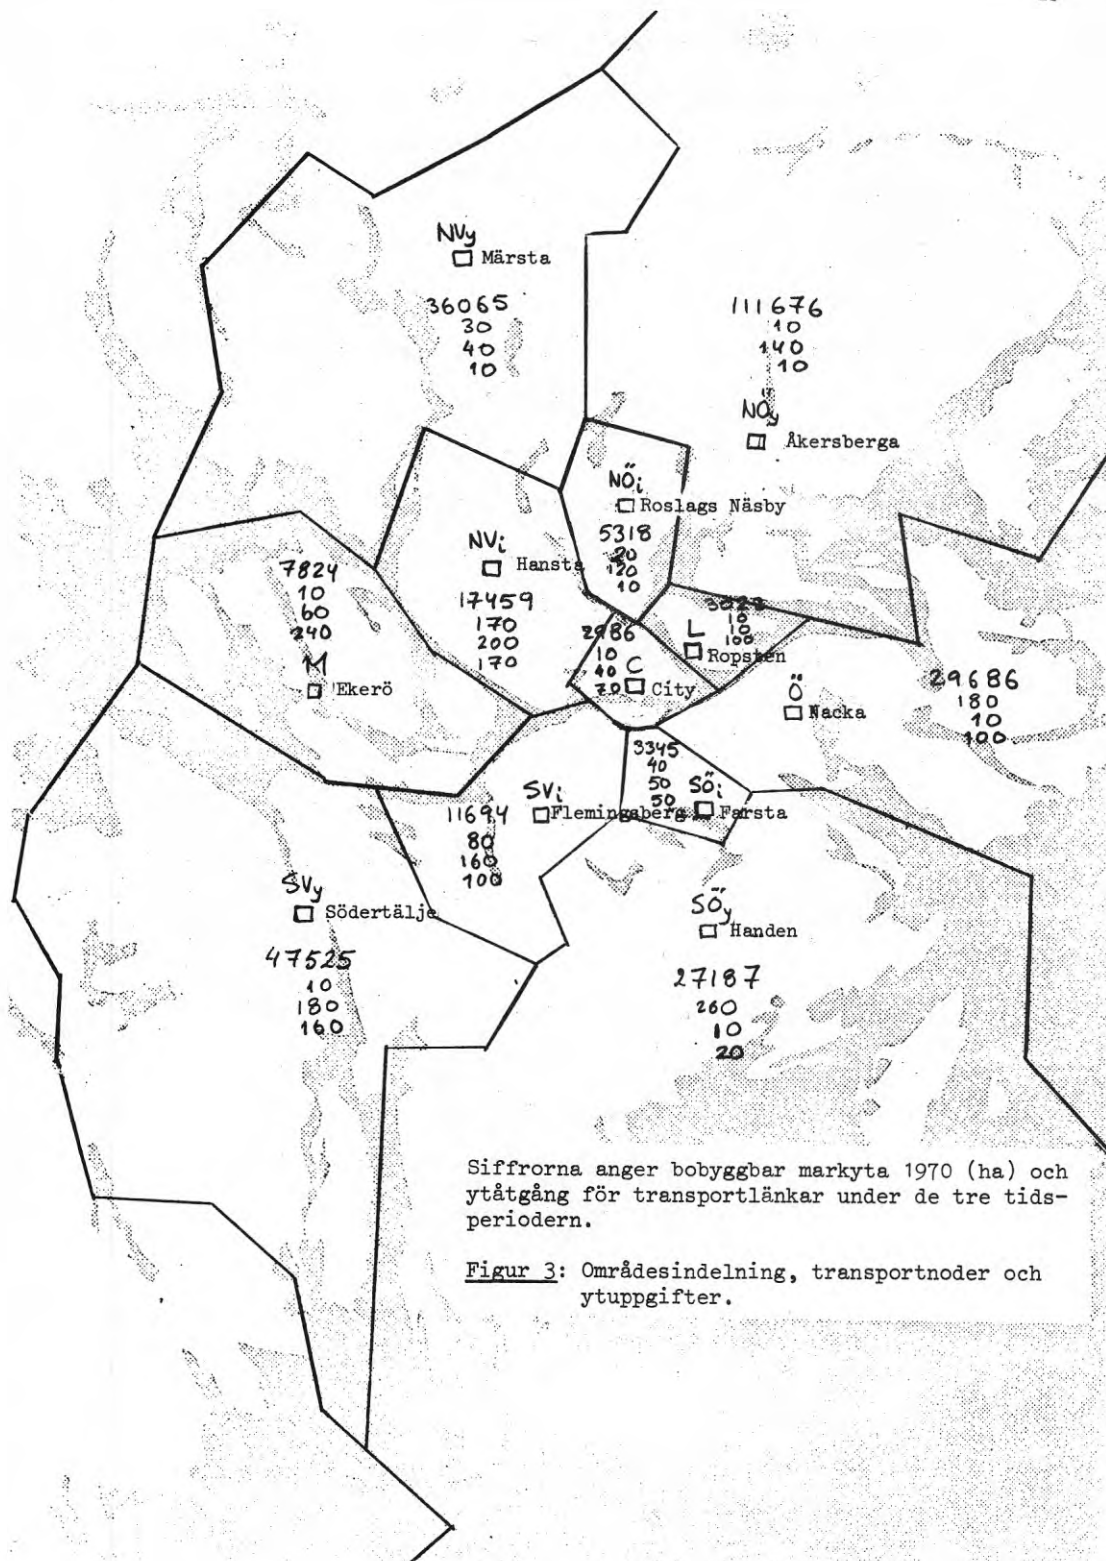 NVy
Märsta
36065
30
40
10
111676
10
140
10
NÖy
Åkersberga
NÖi
Roslags Näsby
5318
20
120
10
NVi
Hansta
17459
170
200
170
7824
10
60
240
M
Ekerö
2986
10
40
70
C
City
10
10
100
L
Ropsten
Ö
Nacka
29686
180
10
100
3345
40
50
50
SÖi
Farsta
SVi
Flemingsberg
11694
80
160
100
SVy
Södertälje
47525
10
180
160
SÖy
Handen
27187
260
10
20
Siffrorna anger bobyggbar markyta 1970 (ha) och
ytåtgång för transportlänkar under de tre tids-
periodern.
Figur 3: Områdesindelning, transportnoder och
ytuppgifter.